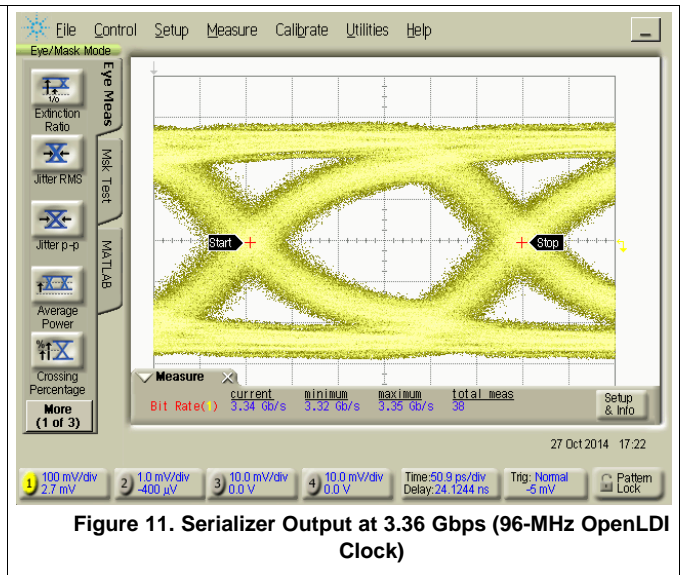 File Control Setup Measure Calibrate Utilities Help
Eye/Mask Mode
Eye Meas
Msk Test
MATLAB
1/0
Extinction
Ratio
Jitter RMS
Jitter p-p
Average
Power
Crossing
Percentage
More
(1 of 3)
Start
Stop
Measure
current minimum maximum total meas
Bit Rate(1) 3.34 Gb/s 3.32 Gb/s 3.35 Gb/s 38
Setup
& Info
27 Oct 2014 17:22
1 100 mV/div
2.7 mV
2 1.0 mV/div
-400 µV
3 10.0 mV/div
0.0 V
4 10.0 mV/div
0.0 V
Time:50.9 ps/div
Delay:24.1244 ns
Trig: Normal
-5 mV
Pattern
Lock
Figure 11. Serializer Output at 3.36 Gbps (96-MHz OpenLDI
Clock)